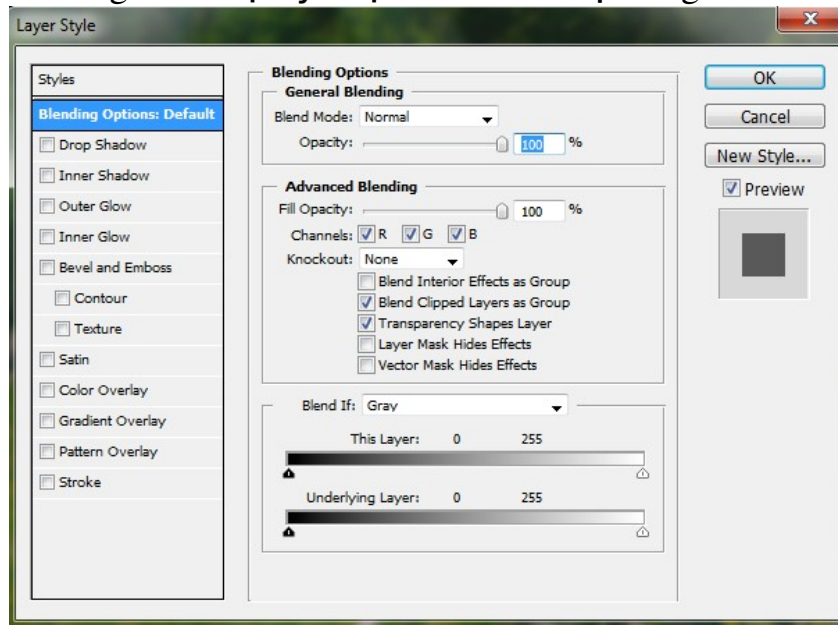 Layer Style
Styles
Blending Options: Default
Drop Shadow
Inner Shadow
Outer Glow
Inner Glow
Bevel and Emboss
Contour
Texture
Satin
Color Overlay
Gradient Overlay
Pattern Overlay
Stroke
Blending Options
General Blending
Blend Mode: Normal
Opacity: 100 %
Advanced Blending
Fill Opacity: 100 %
Channels: R G B
Knockout: None
Blend Interior Effects as Group
Blend Clipped Layers as Group
Transparency Shapes Layer
Layer Mask Hides Effects
Vector Mask Hides Effects
Blend If: Gray
This Layer: 0 255
Underlying Layer: 0 255
OK
Cancel
New Style...
Preview